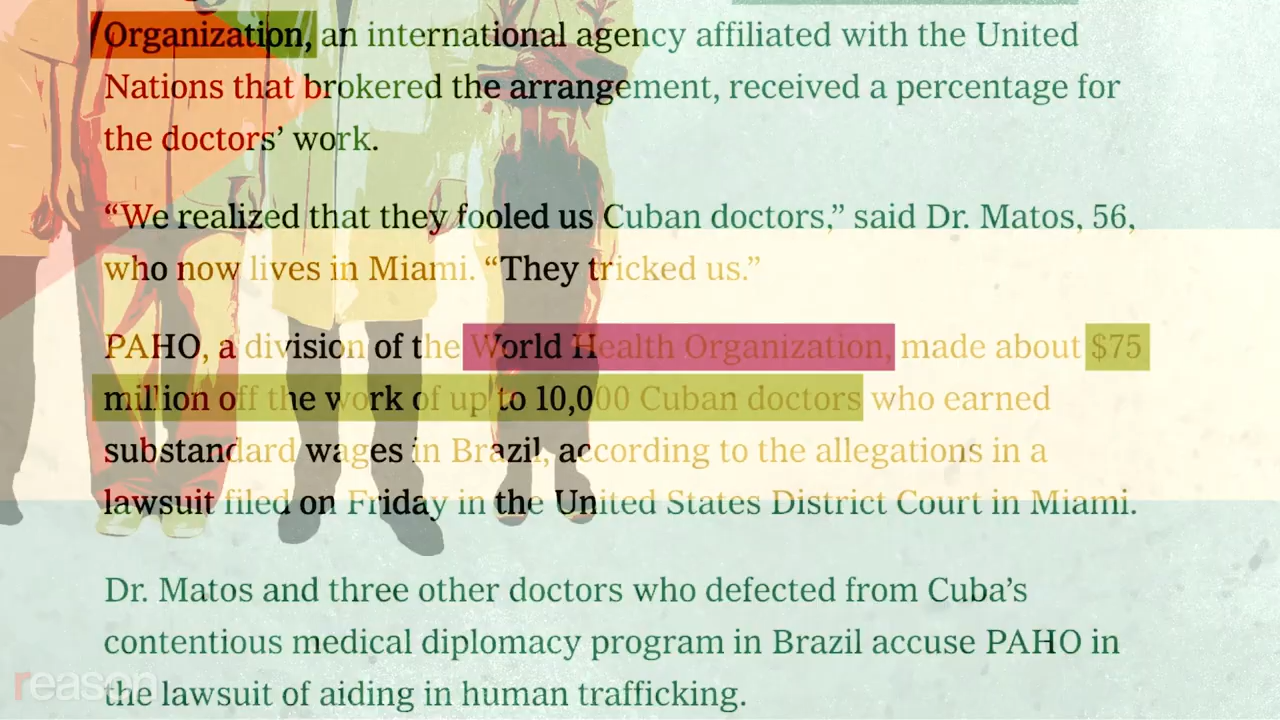 Organization, an international agency affiliated with the United
Nations that brokered the arrangement, received a percentage for
the doctors’ work.
“We realized that they fooled us Cuban doctors,” said Dr. Matos, 56,
who now lives in Miami. “They tricked us.”
PAHO, a division of the World Health Organization, made about $75
million off the work of up to 10,000 Cuban doctors who earned
substandard wages in Brazil, according to the allegations in a
lawsuit filed on Friday in the United States District Court in Miami.
Dr. Matos and three other doctors who defected from Cuba’s
contentious medical diplomacy program in Brazil accuse PAHO in
the lawsuit of aiding in human trafficking.
reason